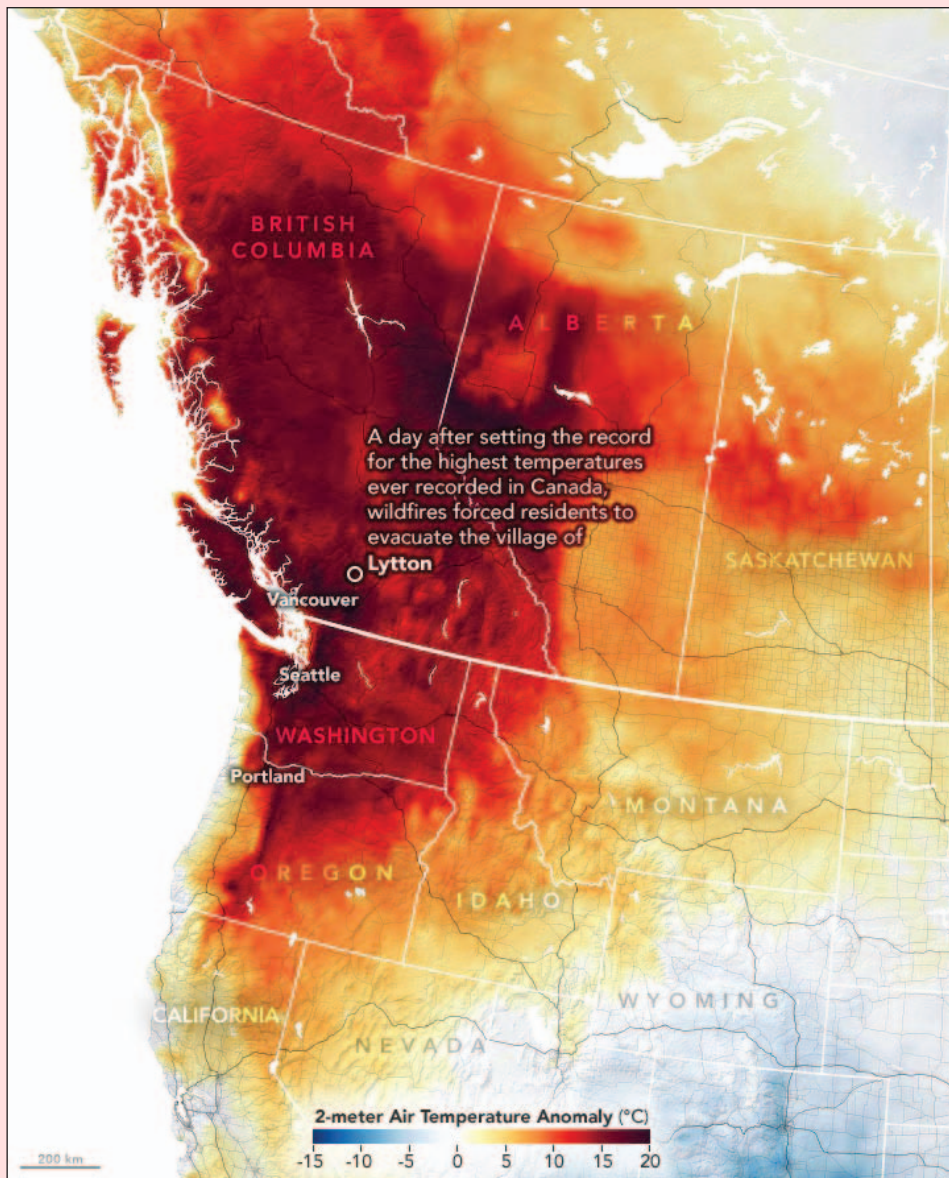 BRITISH
COLUMBIA
ALBERTA
A day after setting the record
for the highest temperatures
ever recorded in Canada,
wildfires forced residents to
evacuate the village of
Lytton
SASKATCHEWAN
Vancouver
Seattle
WASHINGTON
Portland
MONTANA
OREGON
IDAHO
WYOMING
CALIFORNIA
NEVADA
2-meter Air Temperature Anomaly (°C)
-15 -10 -5 0 5 10 15 20
200 km